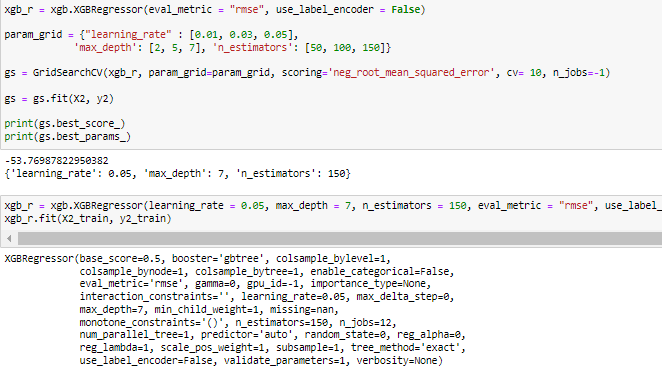 xgb_r = xgb.XGBRegressor(eval_metric = "rmse", use_label_encoder = False)
param_grid = {"learning_rate" : [0.01, 0.03, 0.05],
'max_depth': [2, 5, 7], 'n_estimators': [50, 100, 150]}
gs = GridSearchCV(xgb_r, param_grid=param_grid, scoring='neg_root_mean_squared_error', cv= 10, n_jobs=-1)
gs = gs.fit(X2, y2)
print(gs.best_score_)
print(gs.best_params_)
-53.76987822950382
{'learning_rate': 0.05, 'max_depth': 7, 'n_estimators': 150}
xgb_r = xgb.XGBRegressor(learning_rate = 0.05, max_depth = 7, n_estimators = 150, eval_metric = "rmse", use_label_
xgb_r.fit(X2_train, y2_train)
XGBRegressor(base_score=0.5, booster='gbtree', colsample_bylevel=1,
colsample_bynode=1, colsample_bytree=1, enable_categorical=False,
eval_metric='rmse', gamma=0, gpu_id=-1, importance_type=None,
interaction_constraints='', learning_rate=0.05, max_delta_step=0,
max_depth=7, min_child_weight=1, missing=nan,
monotone_constraints='()', n_estimators=150, n_jobs=12,
num_parallel_tree=1, predictor='auto', random_state=0, reg_alpha=0,
reg_lambda=1, scale_pos_weight=1, subsample=1, tree_method='exact',
use_label_encoder=False, validate_parameters=1, verbosity=None)